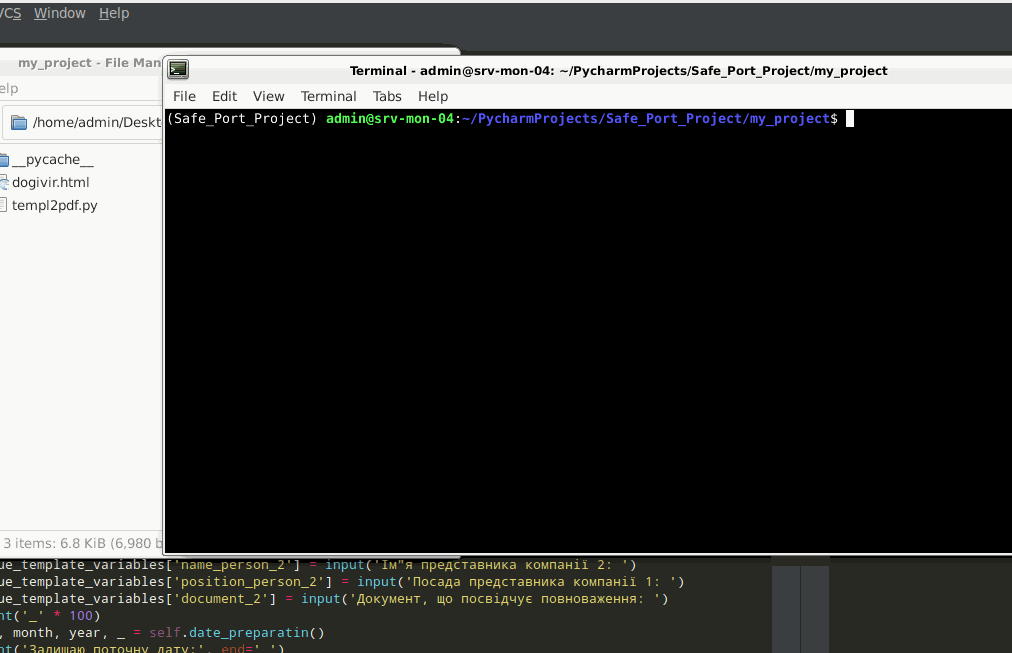 VCS Window Help
my_project - File Man
elp
/home/admin/Deskt
__pycache__
dogivir.html
templ2pdf.py
3 items: 6.8 KiB (6,980 b
Terminal - admin@srv-mon-04: ~/PycharmProjects/Safe_Port_Project/my_project
File Edit View Terminal Tabs Help
(Safe_Port_Project) admin@srv-mon-04:~/PycharmProjects/Safe_Port_Project/my_project$
ue_template_variables['name_person_2'] = input('Ім"я представника компанії 2: ')
ue_template_variables['position_person_2'] = input('Посада представника компанії 1: ')
ue_template_variables['document_2'] = input('Документ, що посвідчує повноваження: ')
nt('_' * 100)
, month, year, _ = self.date_preparatin()
nt('Залишаю поточну дату:', end=' ')